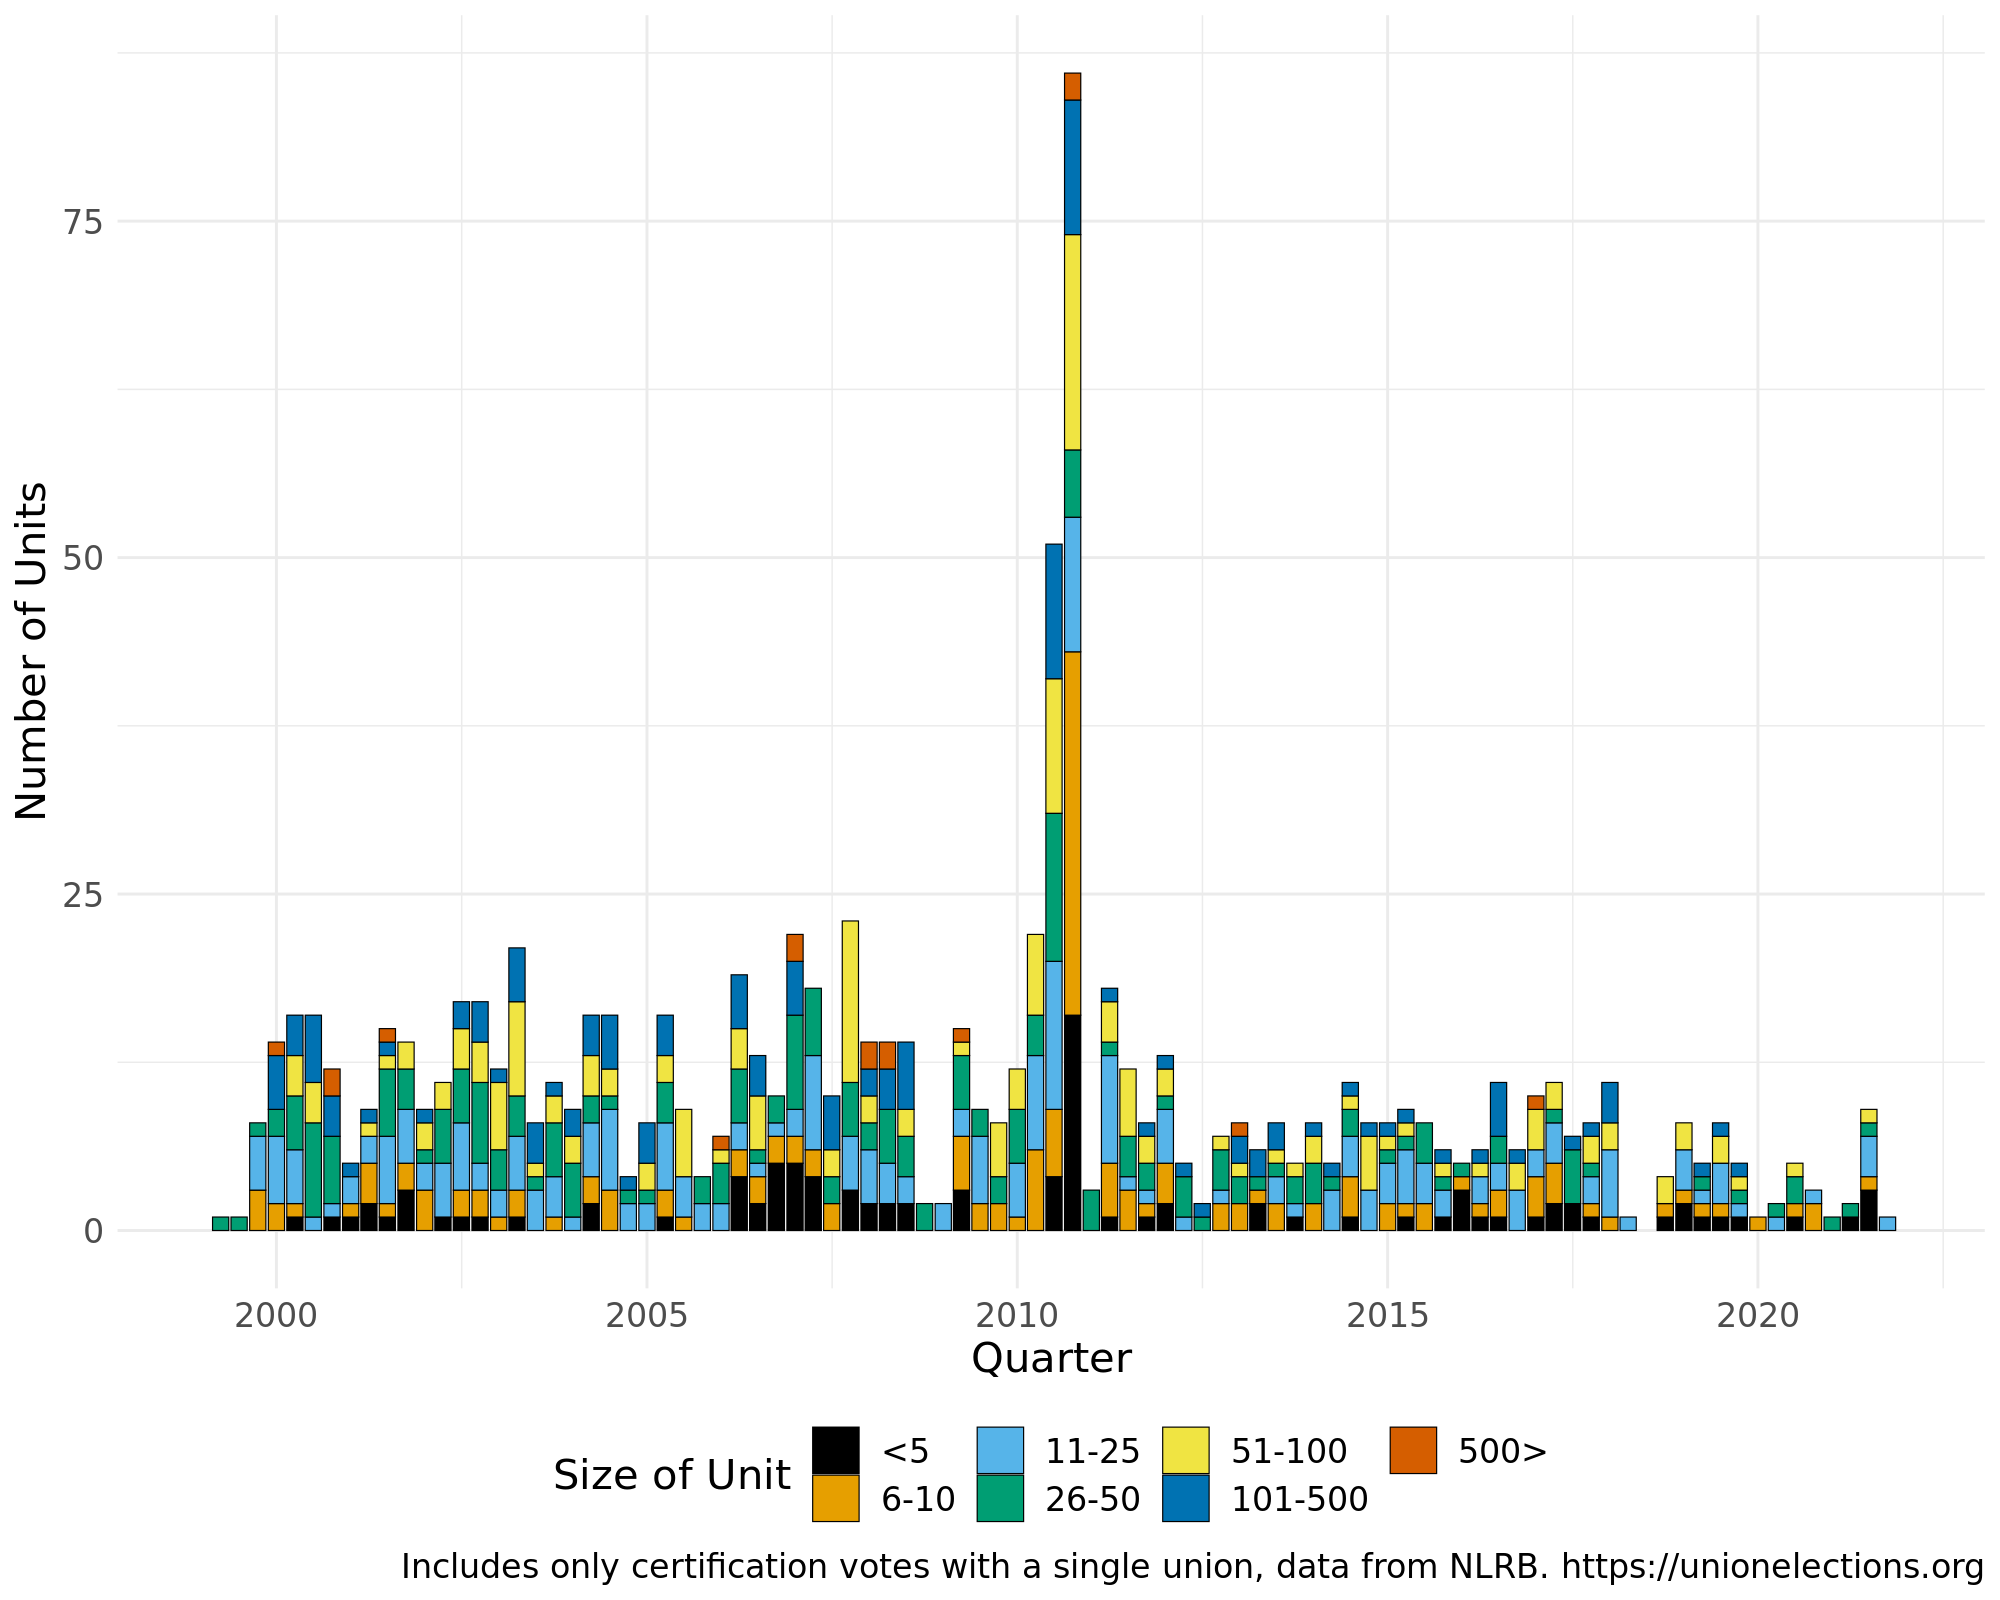 75
50
25
0
Number of Units
2000 2005 2010 2015 2020
Quarter
Size of Unit
<5 11-25 51-100 500>
6-10 26-50 101-500
Includes only certification votes with a single union, data from NLRB. https://unionelections.org